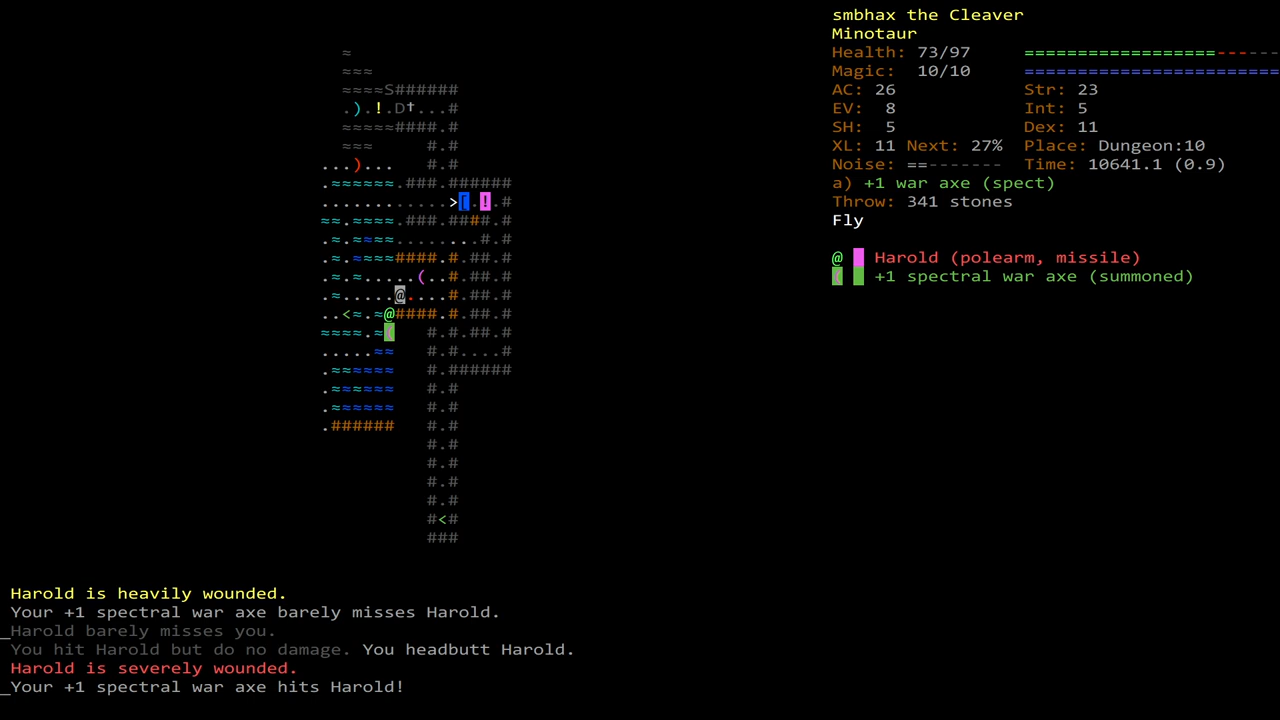 smbhax the Cleaver
Minotaur
Health: 73/97 ==================------
Magic: 10/10 ========================
AC: 26 Str: 23
EV: 8 Int: 5
SH: 5 Dex: 11
XL: 11 Next: 27% Place: Dungeon:10
Noise: ==------- Time: 10641.1 (0.9)
a) +1 war axe (spect)
Throw: 341 stones
Fly
@ Harold (polearm, missile)
( +1 spectral war axe (summoned)
Harold is heavily wounded.
Your +1 spectral war axe barely misses Harold.
_Harold barely misses you.
You hit Harold but do no damage. You headbutt Harold.
Harold is severely wounded.
_Your +1 spectral war axe hits Harold!